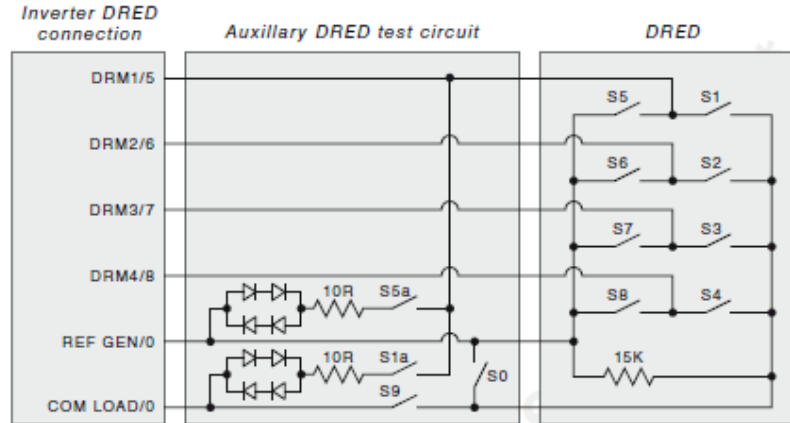 Inverter DRED
connection
Auxillary DRED test circuit
DRED
DRM1/5
S5
S1
DRM2/6
S6
S2
DRM3/7
S7
S3
DRM4/8
10R
S5a
S8
S4
REF GEN/0
10R
S1a
S0
15K
S9
COM LOAD/0